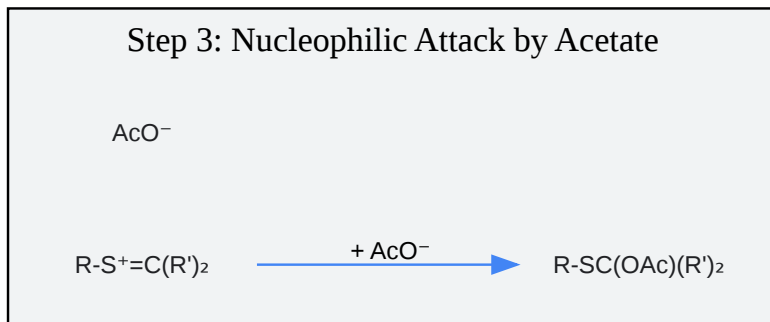 Step 3: Nucleophilic Attack by Acetate
AcO⁻
+ AcO⁻
R-S⁺=C(R')₂
R-SC(OAc)(R')₂